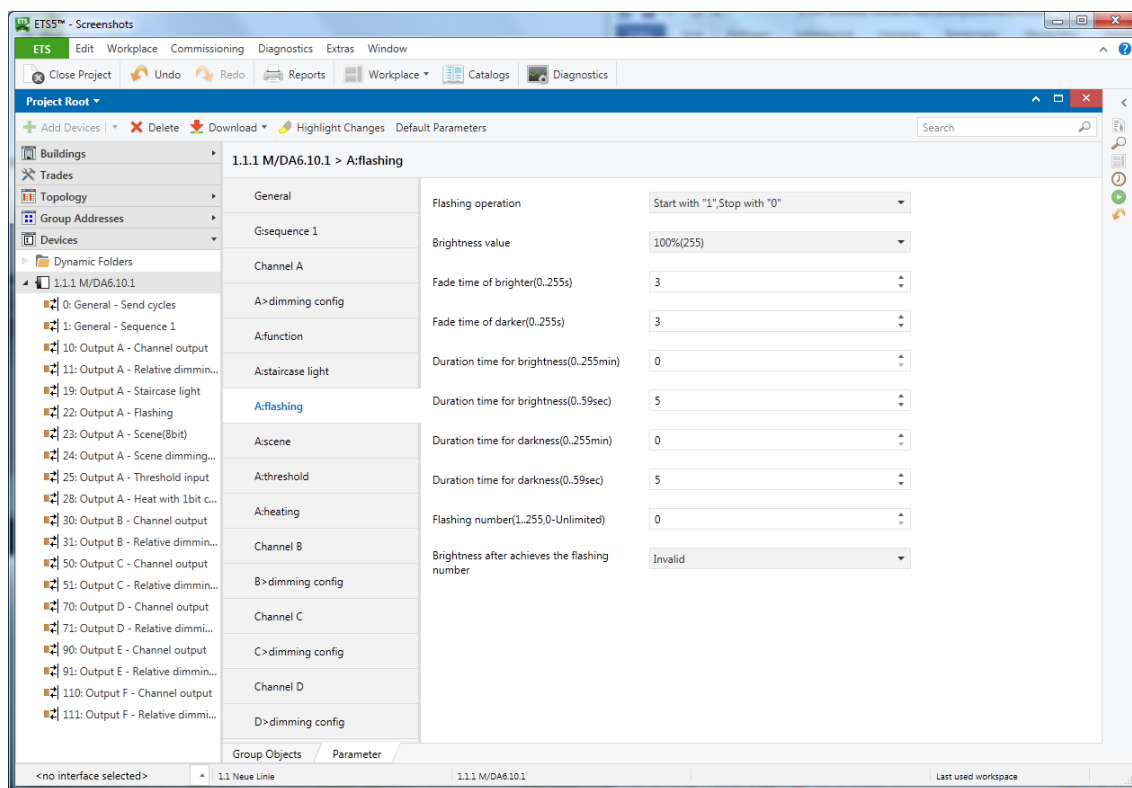 ETS5™ - Screenshots
ETS Edit Workplace Commissioning Diagnostics Extras Window
Close Project Undo Redo Reports Workplace Catalogs Diagnostics
Project Root
Add Devices Delete Download Highlight Changes Default Parameters Search
Buildings
Trades
Topology
Group Addresses
Devices
Dynamic Folders
1.1.1 M/DA6.10.1
0: General - Send cycles
1: General - Sequence 1
10: Output A - Channel output
11: Output A - Relative dimmin...
19: Output A - Staircase light
22: Output A - Flashing
23: Output A - Scene(8bit)
24: Output A - Scene dimming...
25: Output A - Threshold input
28: Output A - Heat with 1bit c...
30: Output B - Channel output
31: Output B - Relative dimmin...
50: Output C - Channel output
51: Output C - Relative dimmin...
70: Output D - Channel output
71: Output D - Relative dimmi...
90: Output E - Channel output
91: Output E - Relative dimmin...
110: Output F - Channel output
111: Output F - Relative dimmi...
1.1.1 M/DA6.10.1 > A:flashing
General
G:sequence 1
Channel A
A>dimming config
A:function
A:staircase light
A:flashing
A:scene
A:threshold
A:heating
Channel B
B>dimming config
Channel C
C>dimming config
Channel D
D>dimming config
Flashing operation Start with "1",Stop with "0"
Brightness value 100%(255)
Fade time of brighter(0..255s) 3
Fade time of darker(0..255s) 3
Duration time for brightness(0..255min) 0
Duration time for brightness(0..59sec) 5
Duration time for darkness(0..255min) 0
Duration time for darkness(0..59sec) 5
Flashing number(1..255,0-Unlimited) 0
Brightness after achieves the flashing
number Invalid
Group Objects Parameter
<no interface selected> 1.1 Neue Linie 1.1.1 M/DA6.10.1 Last used workspace